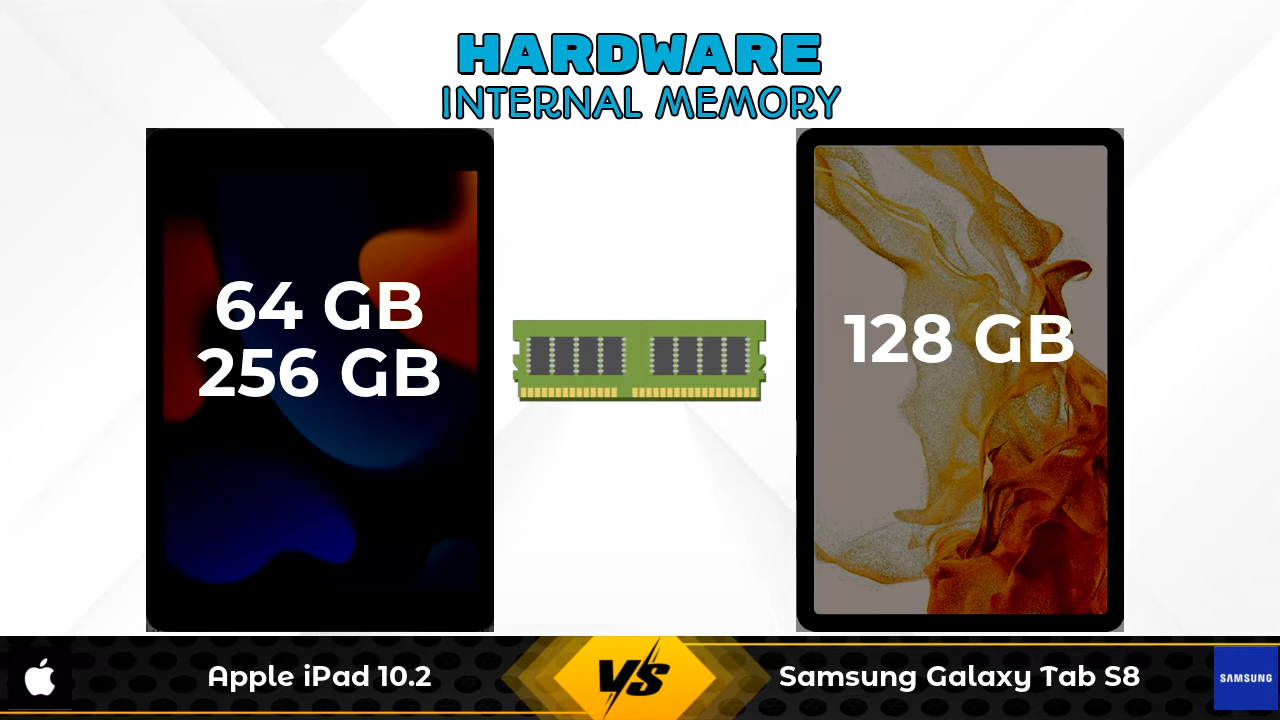 HARDWARE
INTERNAL MEMORY
64 GB
256 GB
128 GB
Apple iPad 10.2
VS
Samsung Galaxy Tab S8
SAMSUNG